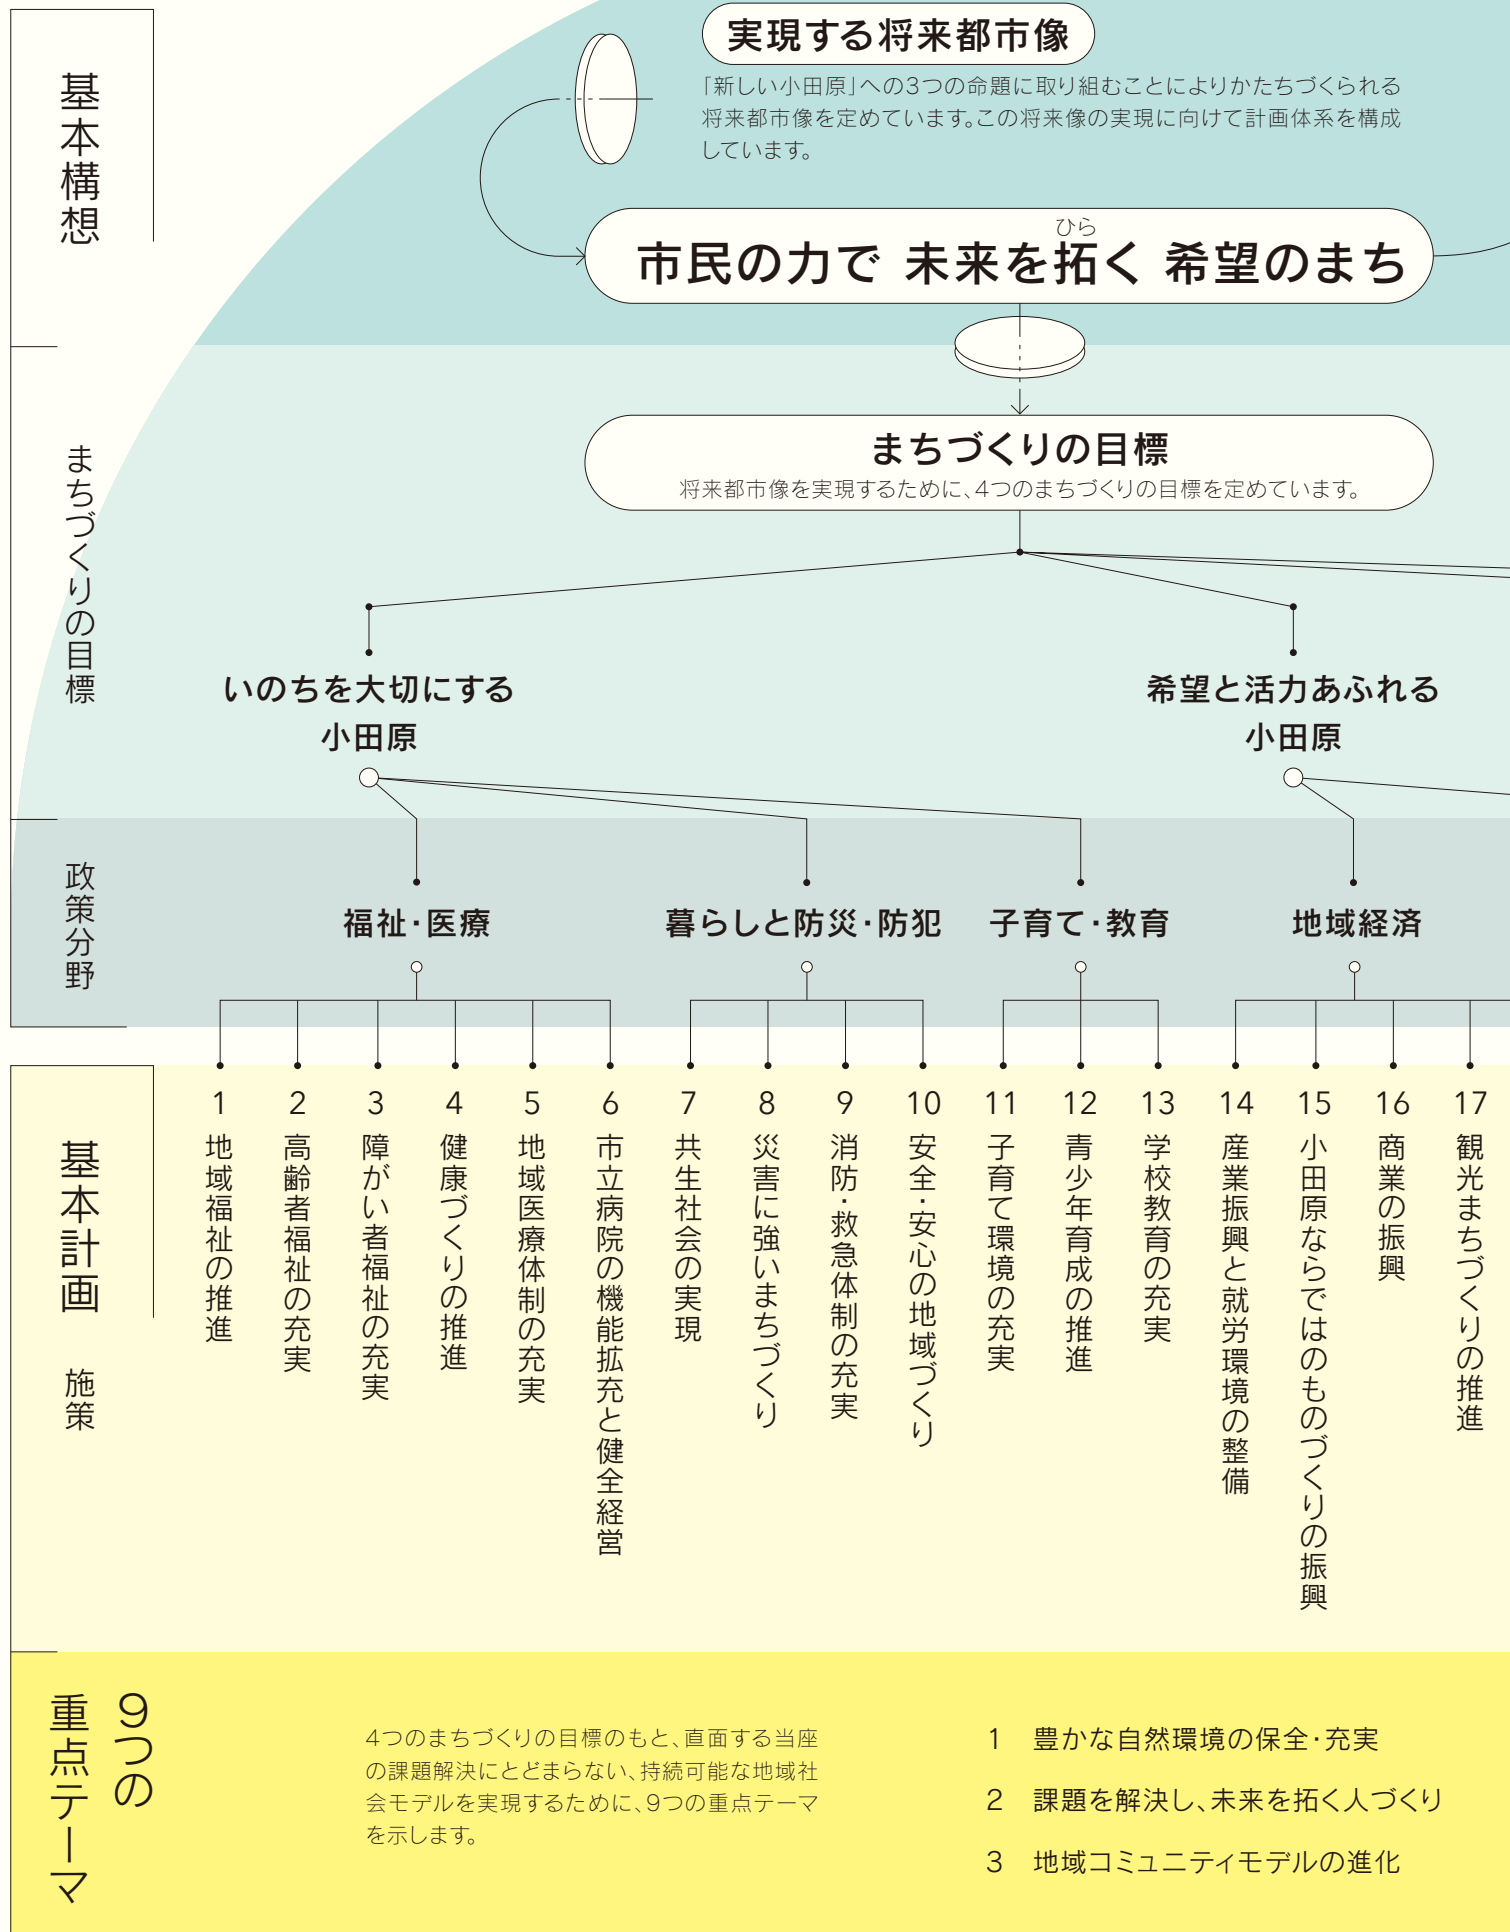 基本構想
実現する将来都市像
「新しい小田原」への3つの命題に取り組むことによりかたちづくられる
将来都市像を定めています。この将来像の実現に向けて計画体系を構成
しています。
ひら
市民の力で 未来を拓く 希望のまち
まちづくりの目標
まちづくりの目標
将来都市像を実現するために、4つのまちづくりの目標を定めています。
いのちを大切にする
小田原
希望と活力あふれる
小田原
政策分野
福祉・医療
暮らしと防災・防犯
子育て・教育
地域経済
基本計画 施策
1 地域福祉の推進
2 高齢者福祉の充実
3 障がい者福祉の充実
4 健康づくりの推進
5 地域医療体制の充実
6 市立病院の機能拡充と健全経営
7 共生社会の実現
8 災害に強いまちづくり
9 消防・救急体制の充実
10 安全・安心の地域づくり
11 子育て環境の充実
12 青少年育成の推進
13 学校教育の充実
14 産業振興と就労環境の整備
15 小田原ならではのものづくりの振興
16 商業の振興
17 観光まちづくりの推進
9つの
重点テーマ
4つのまちづくりの目標のもと、直面する当座
の課題解決にとどまらない、持続可能な地域社
会モデルを実現するために、9つの重点テーマ
を示します。
1 豊かな自然環境の保全・充実
2 課題を解決し、未来を拓く人づくり
3 地域コミュニティモデルの進化